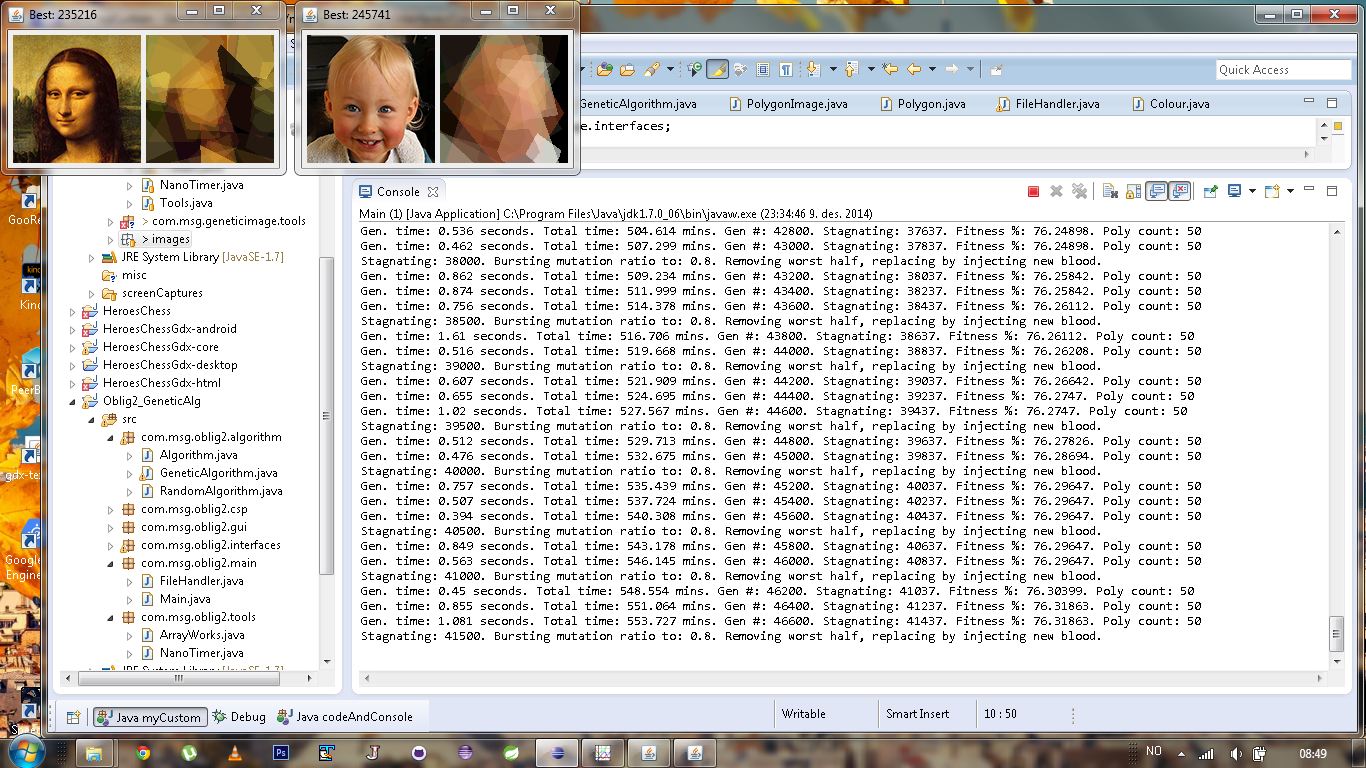 Best: 235216
Best: 245741
Quick Access
GeneticAlgorithm.java
PolygonImage.java
Polygon.java
FileHandler.java
Colour.java
e.interfaces;
NanoTimer.java
Tools.java
> com.msg.geneticimage.tools
> images
JRE System Library [JavaSE-1.7]
misc
screenCaptures
HeroesChess
HeroesChessGdx-android
HeroesChessGdx-core
HeroesChessGdx-desktop
HeroesChessGdx-html
Oblig2_GeneticAlg
src
com.msg.oblig2.algorithm
Algorithm.java
GeneticAlgorithm.java
RandomAlgorithm.java
com.msg.oblig2.csp
com.msg.oblig2.gui
com.msg.oblig2.interfaces
com.msg.oblig2.main
FileHandler.java
Main.java
com.msg.oblig2.tools
ArrayWorks.java
NanoTimer.java
JRE System Library [JavaSE-1.7]
Console
Main (1) [Java Application] C:\Program Files\Java\jdk1.7.0_06\bin\javaw.exe (23:34:46 9. des. 2014)
Gen. time: 0.536 seconds. Total time: 504.614 mins. Gen #: 42800. Stagnating: 37637. Fitness %: 76.24898. Poly count: 50
Gen. time: 0.462 seconds. Total time: 507.299 mins. Gen #: 43000. Stagnating: 37837. Fitness %: 76.24898. Poly count: 50
Stagnating: 38000. Bursting mutation ratio to: 0.8. Removing worst half, replacing by injecting new blood.
Gen. time: 0.862 seconds. Total time: 509.234 mins. Gen #: 43200. Stagnating: 38037. Fitness %: 76.25842. Poly count: 50
Gen. time: 0.874 seconds. Total time: 511.999 mins. Gen #: 43400. Stagnating: 38237. Fitness %: 76.25842. Poly count: 50
Gen. time: 0.756 seconds. Total time: 514.378 mins. Gen #: 43600. Stagnating: 38437. Fitness %: 76.26112. Poly count: 50
Stagnating: 38500. Bursting mutation ratio to: 0.8. Removing worst half, replacing by injecting new blood.
Gen. time: 1.61 seconds. Total time: 516.706 mins. Gen #: 43800. Stagnating: 38637. Fitness %: 76.26112. Poly count: 50
Gen. time: 0.516 seconds. Total time: 519.668 mins. Gen #: 44000. Stagnating: 38837. Fitness %: 76.26208. Poly count: 50
Stagnating: 39000. Bursting mutation ratio to: 0.8. Removing worst half, replacing by injecting new blood.
Gen. time: 0.607 seconds. Total time: 521.909 mins. Gen #: 44200. Stagnating: 39037. Fitness %: 76.26642. Poly count: 50
Gen. time: 0.655 seconds. Total time: 524.695 mins. Gen #: 44400. Stagnating: 39237. Fitness %: 76.2747. Poly count: 50
Gen. time: 1.02 seconds. Total time: 527.567 mins. Gen #: 44600. Stagnating: 39437. Fitness %: 76.2747. Poly count: 50
Stagnating: 39500. Bursting mutation ratio to: 0.8. Removing worst half, replacing by injecting new blood.
Gen. time: 0.512 seconds. Total time: 529.713 mins. Gen #: 44800. Stagnating: 39637. Fitness %: 76.27826. Poly count: 50
Gen. time: 0.476 seconds. Total time: 532.675 mins. Gen #: 45000. Stagnating: 39837. Fitness %: 76.28694. Poly count: 50
Stagnating: 40000. Bursting mutation ratio to: 0.8. Removing worst half, replacing by injecting new blood.
Gen. time: 0.757 seconds. Total time: 535.439 mins. Gen #: 45200. Stagnating: 40037. Fitness %: 76.29647. Poly count: 50
Gen. time: 0.507 seconds. Total time: 537.724 mins. Gen #: 45400. Stagnating: 40237. Fitness %: 76.29647. Poly count: 50
Gen. time: 0.394 seconds. Total time: 540.308 mins. Gen #: 45600. Stagnating: 40437. Fitness %: 76.29647. Poly count: 50
Stagnating: 40500. Bursting mutation ratio to: 0.8. Removing worst half, replacing by injecting new blood.
Gen. time: 0.849 seconds. Total time: 543.178 mins. Gen #: 45800. Stagnating: 40637. Fitness %: 76.29647. Poly count: 50
Gen. time: 0.563 seconds. Total time: 546.145 mins. Gen #: 46000. Stagnating: 40837. Fitness %: 76.29647. Poly count: 50
Stagnating: 41000. Bursting mutation ratio to: 0.8. Removing worst half, replacing by injecting new blood.
Gen. time: 0.45 seconds. Total time: 548.554 mins. Gen #: 46200. Stagnating: 41037. Fitness %: 76.30399. Poly count: 50
Gen. time: 0.855 seconds. Total time: 551.064 mins. Gen #: 46400. Stagnating: 41237. Fitness %: 76.31863. Poly count: 50
Gen. time: 1.081 seconds. Total time: 553.727 mins. Gen #: 46600. Stagnating: 41437. Fitness %: 76.31863. Poly count: 50
Stagnating: 41500. Bursting mutation ratio to: 0.8. Removing worst half, replacing by injecting new blood.
Java myCustom
Debug
Java codeAndConsole
Writable
Smart Insert
10 : 50
NO
08:49